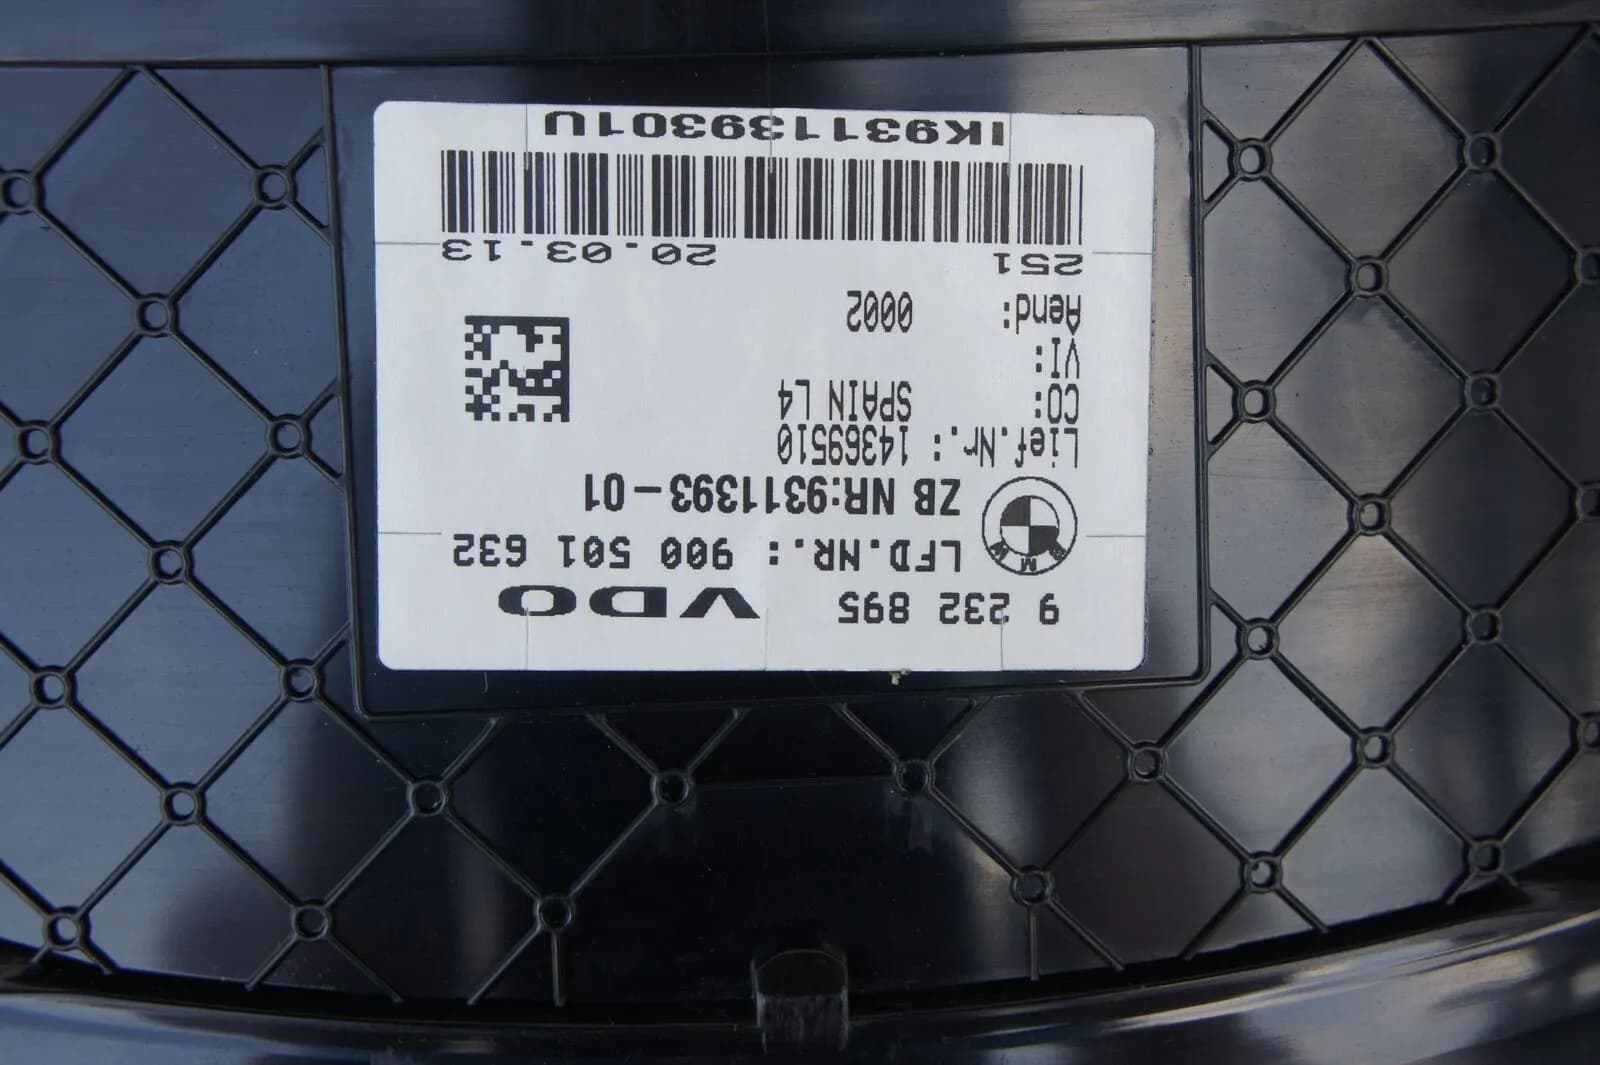 9 232 895 VDO
BMW
LFD.NR.: 900 501 632
ZB NR:9311393-01
Lief.Nr.: 14369510
CO: SPAIN L4
VI:
Aend: 0002
251 20.03.13
IK931139301U